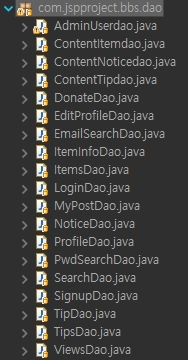 com.jspproject.bbs.dao
AdminUserdao.java
ContentItemdao.java
ContentNoticedao.java
ContentTipdao.java
DonateDao.java
EditProfileDao.java
EmailSearchDao.java
ItemInfoDao.java
ItemsDao.java
LoginDao.java
MyPostDao.java
NoticeDao.java
ProfileDao.java
PwdSearchDao.java
SearchDao.java
SignupDao.java
TipDao.java
TipsDao.java
ViewsDao.java